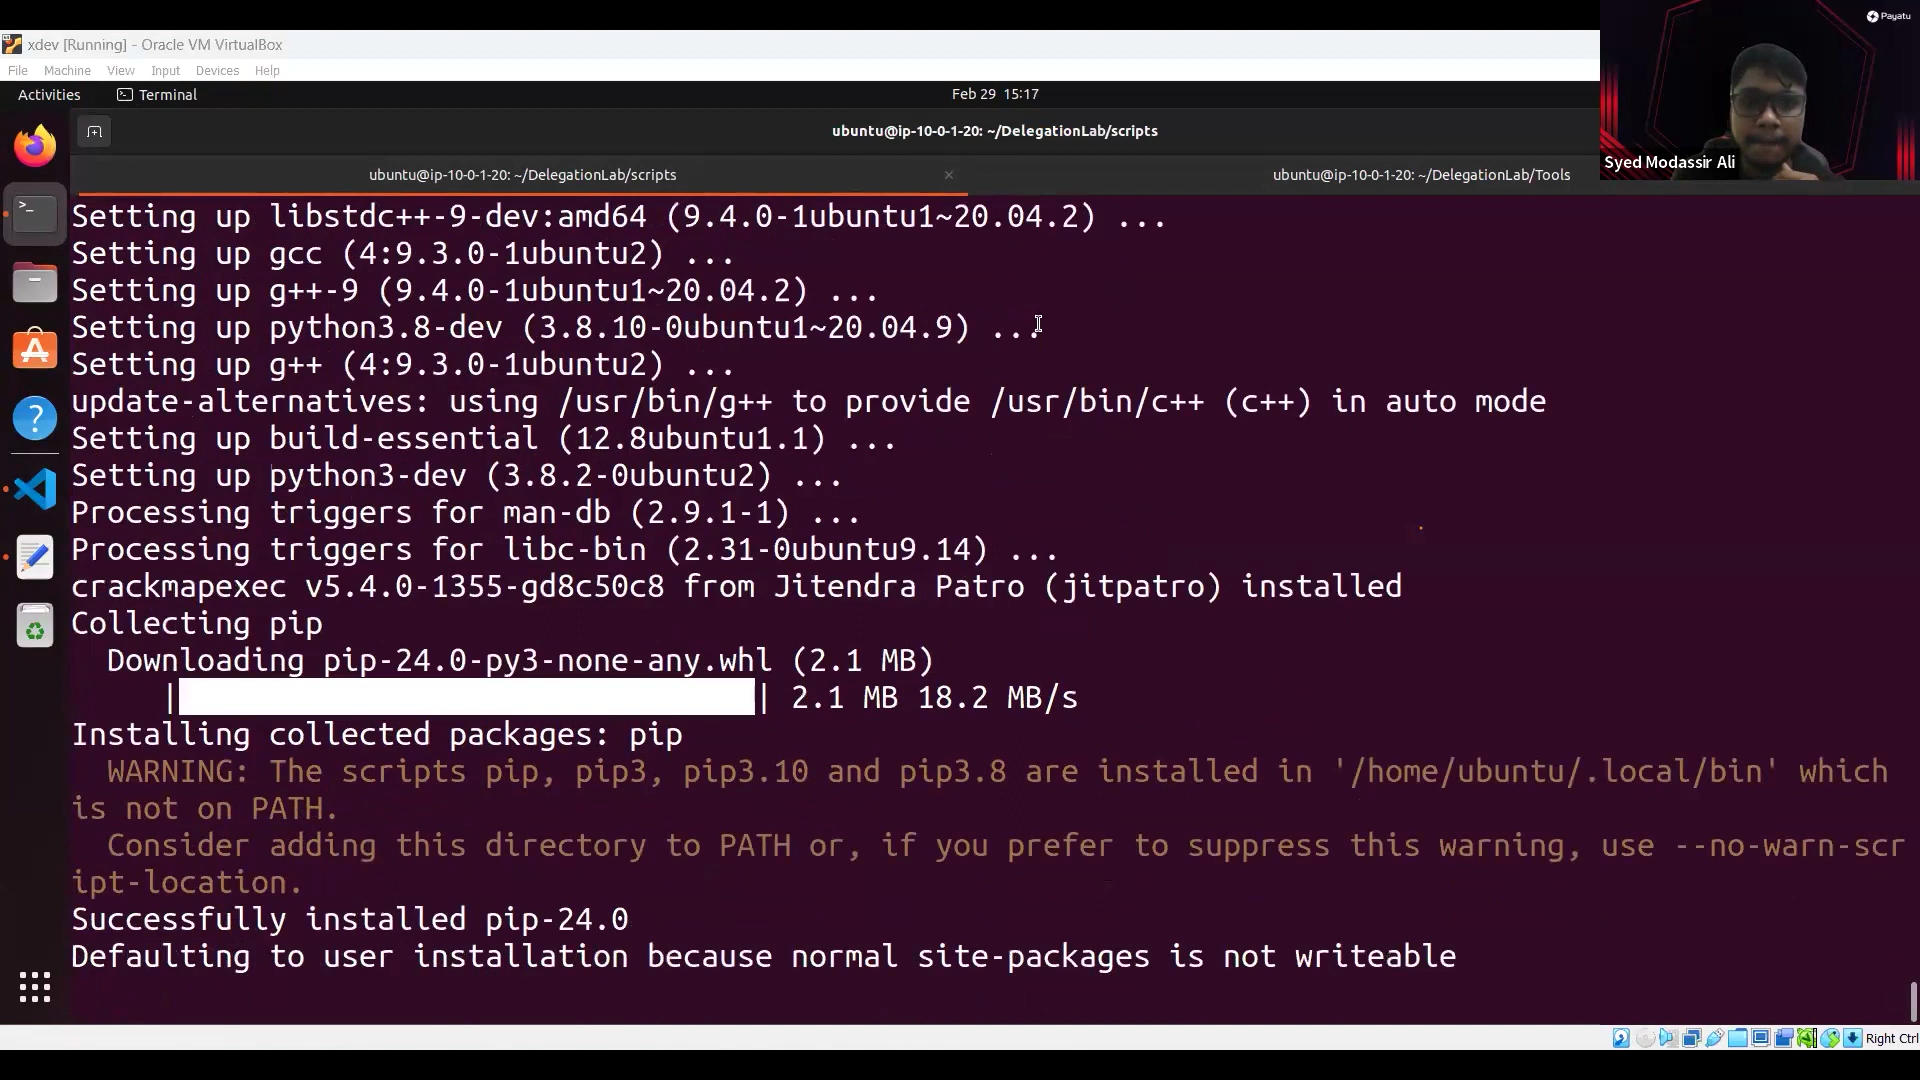 Payatu
xdev [Running] - Oracle VM VirtualBox
File Machine View Input Devices Help
Syed Modassir Ali
Activities Terminal Feb 29 15:17
ubuntu@ip-10-0-1-20: ~/DelegationLab/scripts
ubuntu@ip-10-0-1-20: ~/DelegationLab/scripts × ubuntu@ip-10-0-1-20: ~/DelegationLab/Tools
Setting up libstdc++-9-dev:amd64 (9.4.0-1ubuntu1~20.04.2) ...
Setting up gcc (4:9.3.0-1ubuntu2) ...
Setting up g++-9 (9.4.0-1ubuntu1~20.04.2) ...
Setting up python3.8-dev (3.8.10-0ubuntu1~20.04.9) ...
Setting up g++ (4:9.3.0-1ubuntu2) ...
update-alternatives: using /usr/bin/g++ to provide /usr/bin/c++ (c++) in auto mode
Setting up build-essential (12.8ubuntu1.1) ...
Setting up python3-dev (3.8.2-0ubuntu2) ...
Processing triggers for man-db (2.9.1-1) ...
Processing triggers for libc-bin (2.31-0ubuntu9.14) ...
crackmapexec v5.4.0-1355-gd8c50c8 from Jitendra Patro (jitpatro) installed
Collecting pip
Downloading pip-24.0-py3-none-any.whl (2.1 MB)
| | 2.1 MB 18.2 MB/s
Installing collected packages: pip
WARNING: The scripts pip, pip3, pip3.10 and pip3.8 are installed in '/home/ubuntu/.local/bin' which
is not on PATH.
Consider adding this directory to PATH or, if you prefer to suppress this warning, use --no-warn-scr
ipt-location.
Successfully installed pip-24.0
Defaulting to user installation because normal site-packages is not writeable
Right Ctrl